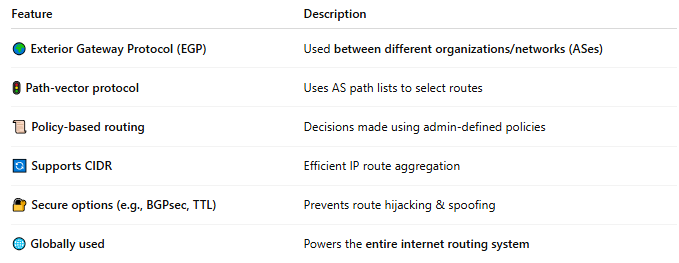 Feature Description
Exterior Gateway Protocol (EGP) Used between different organizations/networks (ASes)
Path-vector protocol Uses AS path lists to select routes
Policy-based routing Decisions made using admin-defined policies
Supports CIDR Efficient IP route aggregation
Secure options (e.g., BGPsec, TTL) Prevents route hijacking & spoofing
Globally used Powers the entire internet routing system